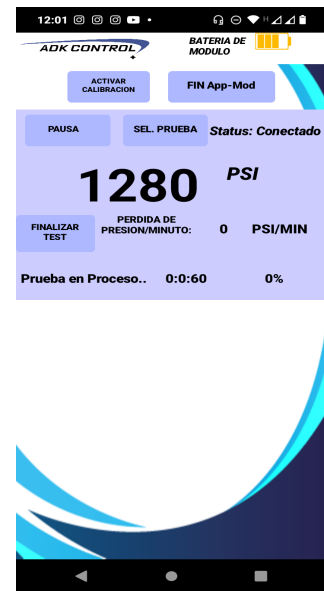 12:01
H
ADK CONTROL
BATERIA DE
MODULO
ACTIVAR
CALIBRACION
FIN App-Mod
PAUSA
SEL. PRUEBA
Status: Conectado
1280
PSI
FINALIZAR
TEST
PERDIDA DE
PRESION/MINUTO:
0
PSI/MIN
Prueba en Proceso..
0:0:60
0%